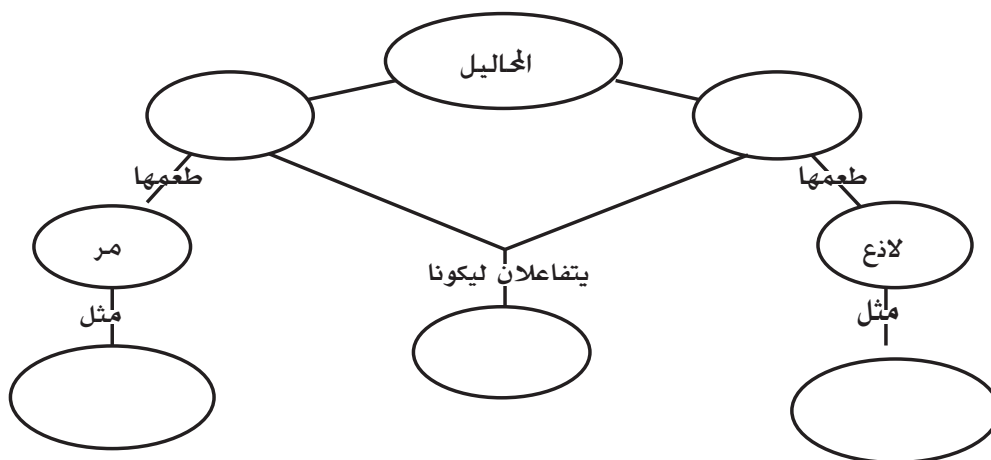 المحاليل
طعمها
طعمها
لاذع
مر
يتفاعلان ليكونا
مثل
مثل